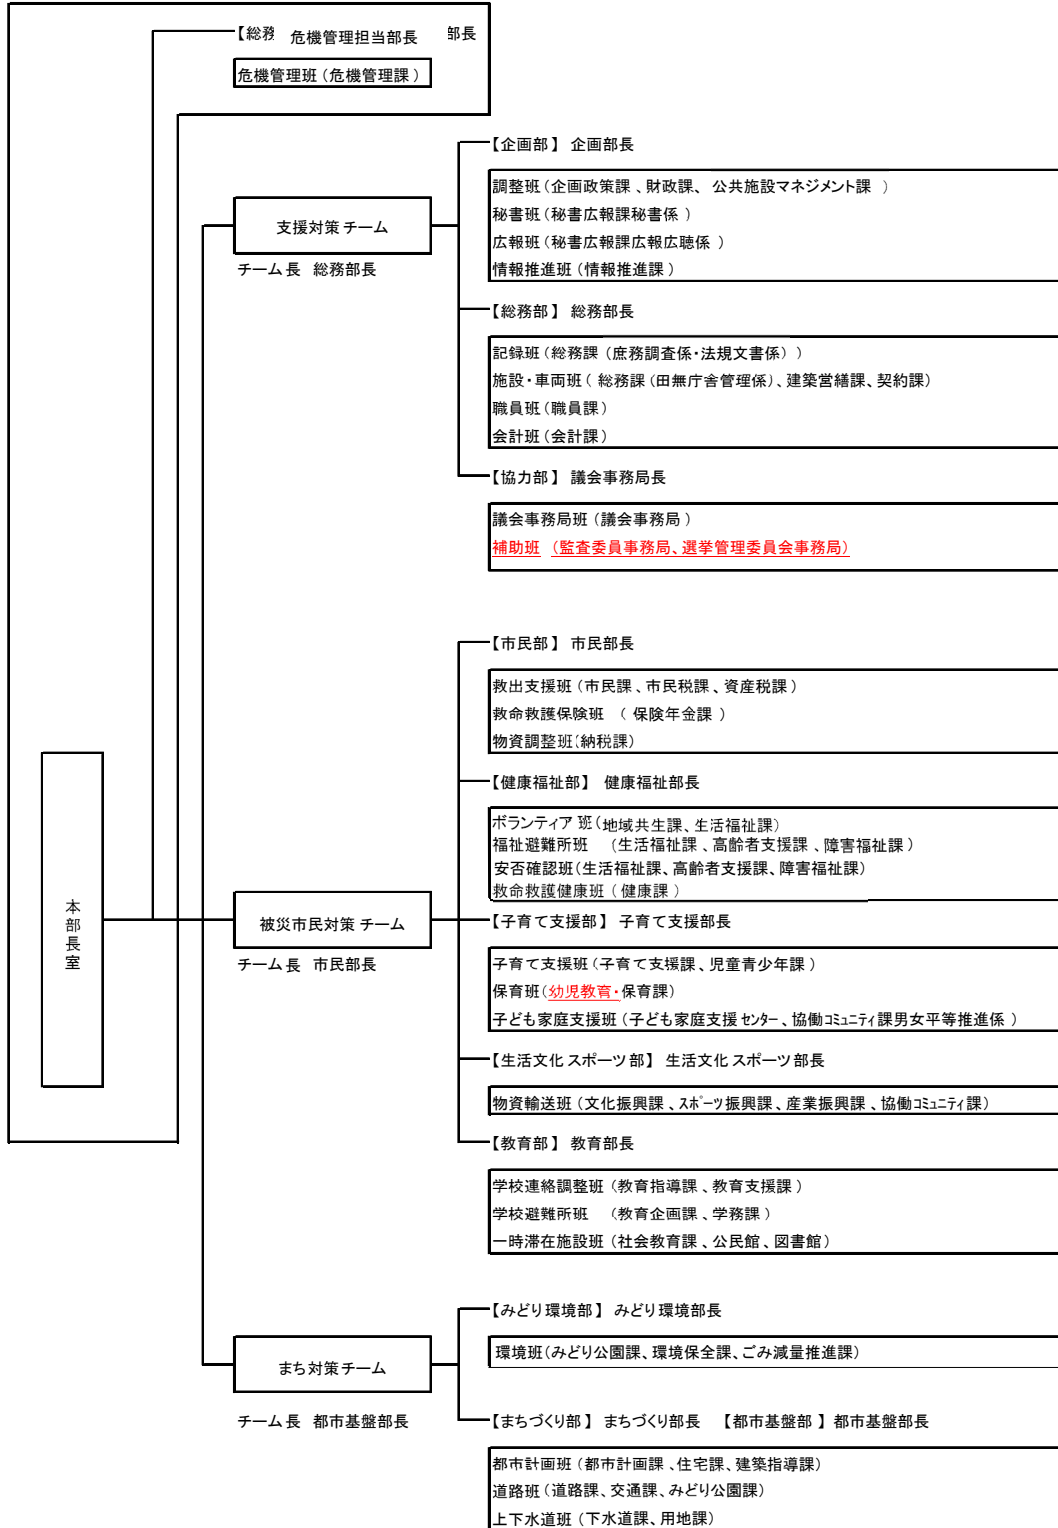 【総務 危機管理担当部長 部長
危機管理班(危機管理課)
【企画部】 企画部長
調整班(企画政策課、財政課、公共施設マネジメント課 )
秘書班(秘書広報課秘書係)
広報班(秘書広報課広報広聴係)
情報推進班(情報推進課)
支援対策チーム
チーム長 総務部長
【総務部】 総務部長
記録班(総務課(庶務調査係・法規文書係))
施設・車両班(総務課(田無庁舎管理係)、建築営繕課、契約課)
職員班(職員課)
会計班(会計課)
【協力部】 議会事務局長
議会事務局班(議会事務局)
補助班 (監査委員事務局、選挙管理委員会事務局)
【市民部】 市民部長
救出支援班(市民課、市民税課、資産税課)
救命救護保険班 (保険年金課)
物資調整班(納税課)
【健康福祉部】 健康福祉部長
ボランティア班(地域共生課、生活福祉課)
福祉避難所班 (生活福祉課、高齢者支援課、障害福祉課)
安否確認班(生活福祉課、高齢者支援課、障害福祉課)
救命救護健康班(健康課)
本部長室
被災市民対策チーム
チーム長 市民部長
【子育て支援部】 子育て支援部長
子育て支援班(子育て支援課、児童青少年課)
保育班(幼児教育・保育課)
子ども家庭支援班(子ども家庭支援センター、協働コミュニティ課男女平等推進係)
【生活文化スポーツ部】 生活文化スポーツ部長
物資輸送班(文化振興課、スポーツ振興課、産業振興課、協働コミュニティ課)
【教育部】 教育部長
学校連絡調整班(教育指導課、教育支援課)
学校避難所班 (教育企画課、学務課)
一時滞在施設班(社会教育課、公民館、図書館)
【みどり環境部】 みどり環境部長
環境班(みどり公園課、環境保全課、ごみ減量推進課)
まち対策チーム
チーム長 都市基盤部長
【まちづくり部】 まちづくり部長 【都市基盤部】都市基盤部長
都市計画班(都市計画課、住宅課、建築指導課)
道路班(道路課、交通課、みどり公園課)
上下水道班(下水道課、用地課)